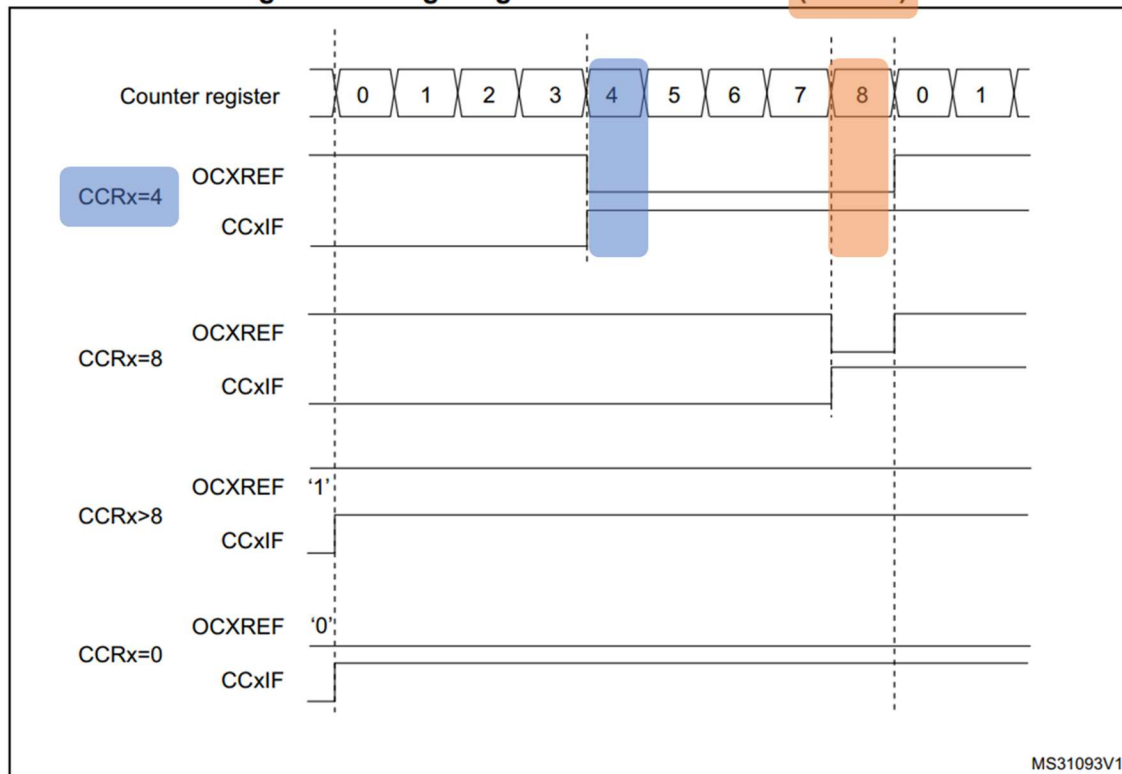 Counter register 0 1 2 3 4 5 6 7 8 0 1
OCXREF
CCRx=4
CCxIF
OCXREF
CCRx=8
CCxIF
OCXREF '1'
CCRx>8
CCxIF
OCXREF '0'
CCRx=0
CCxIF
MS31093V1